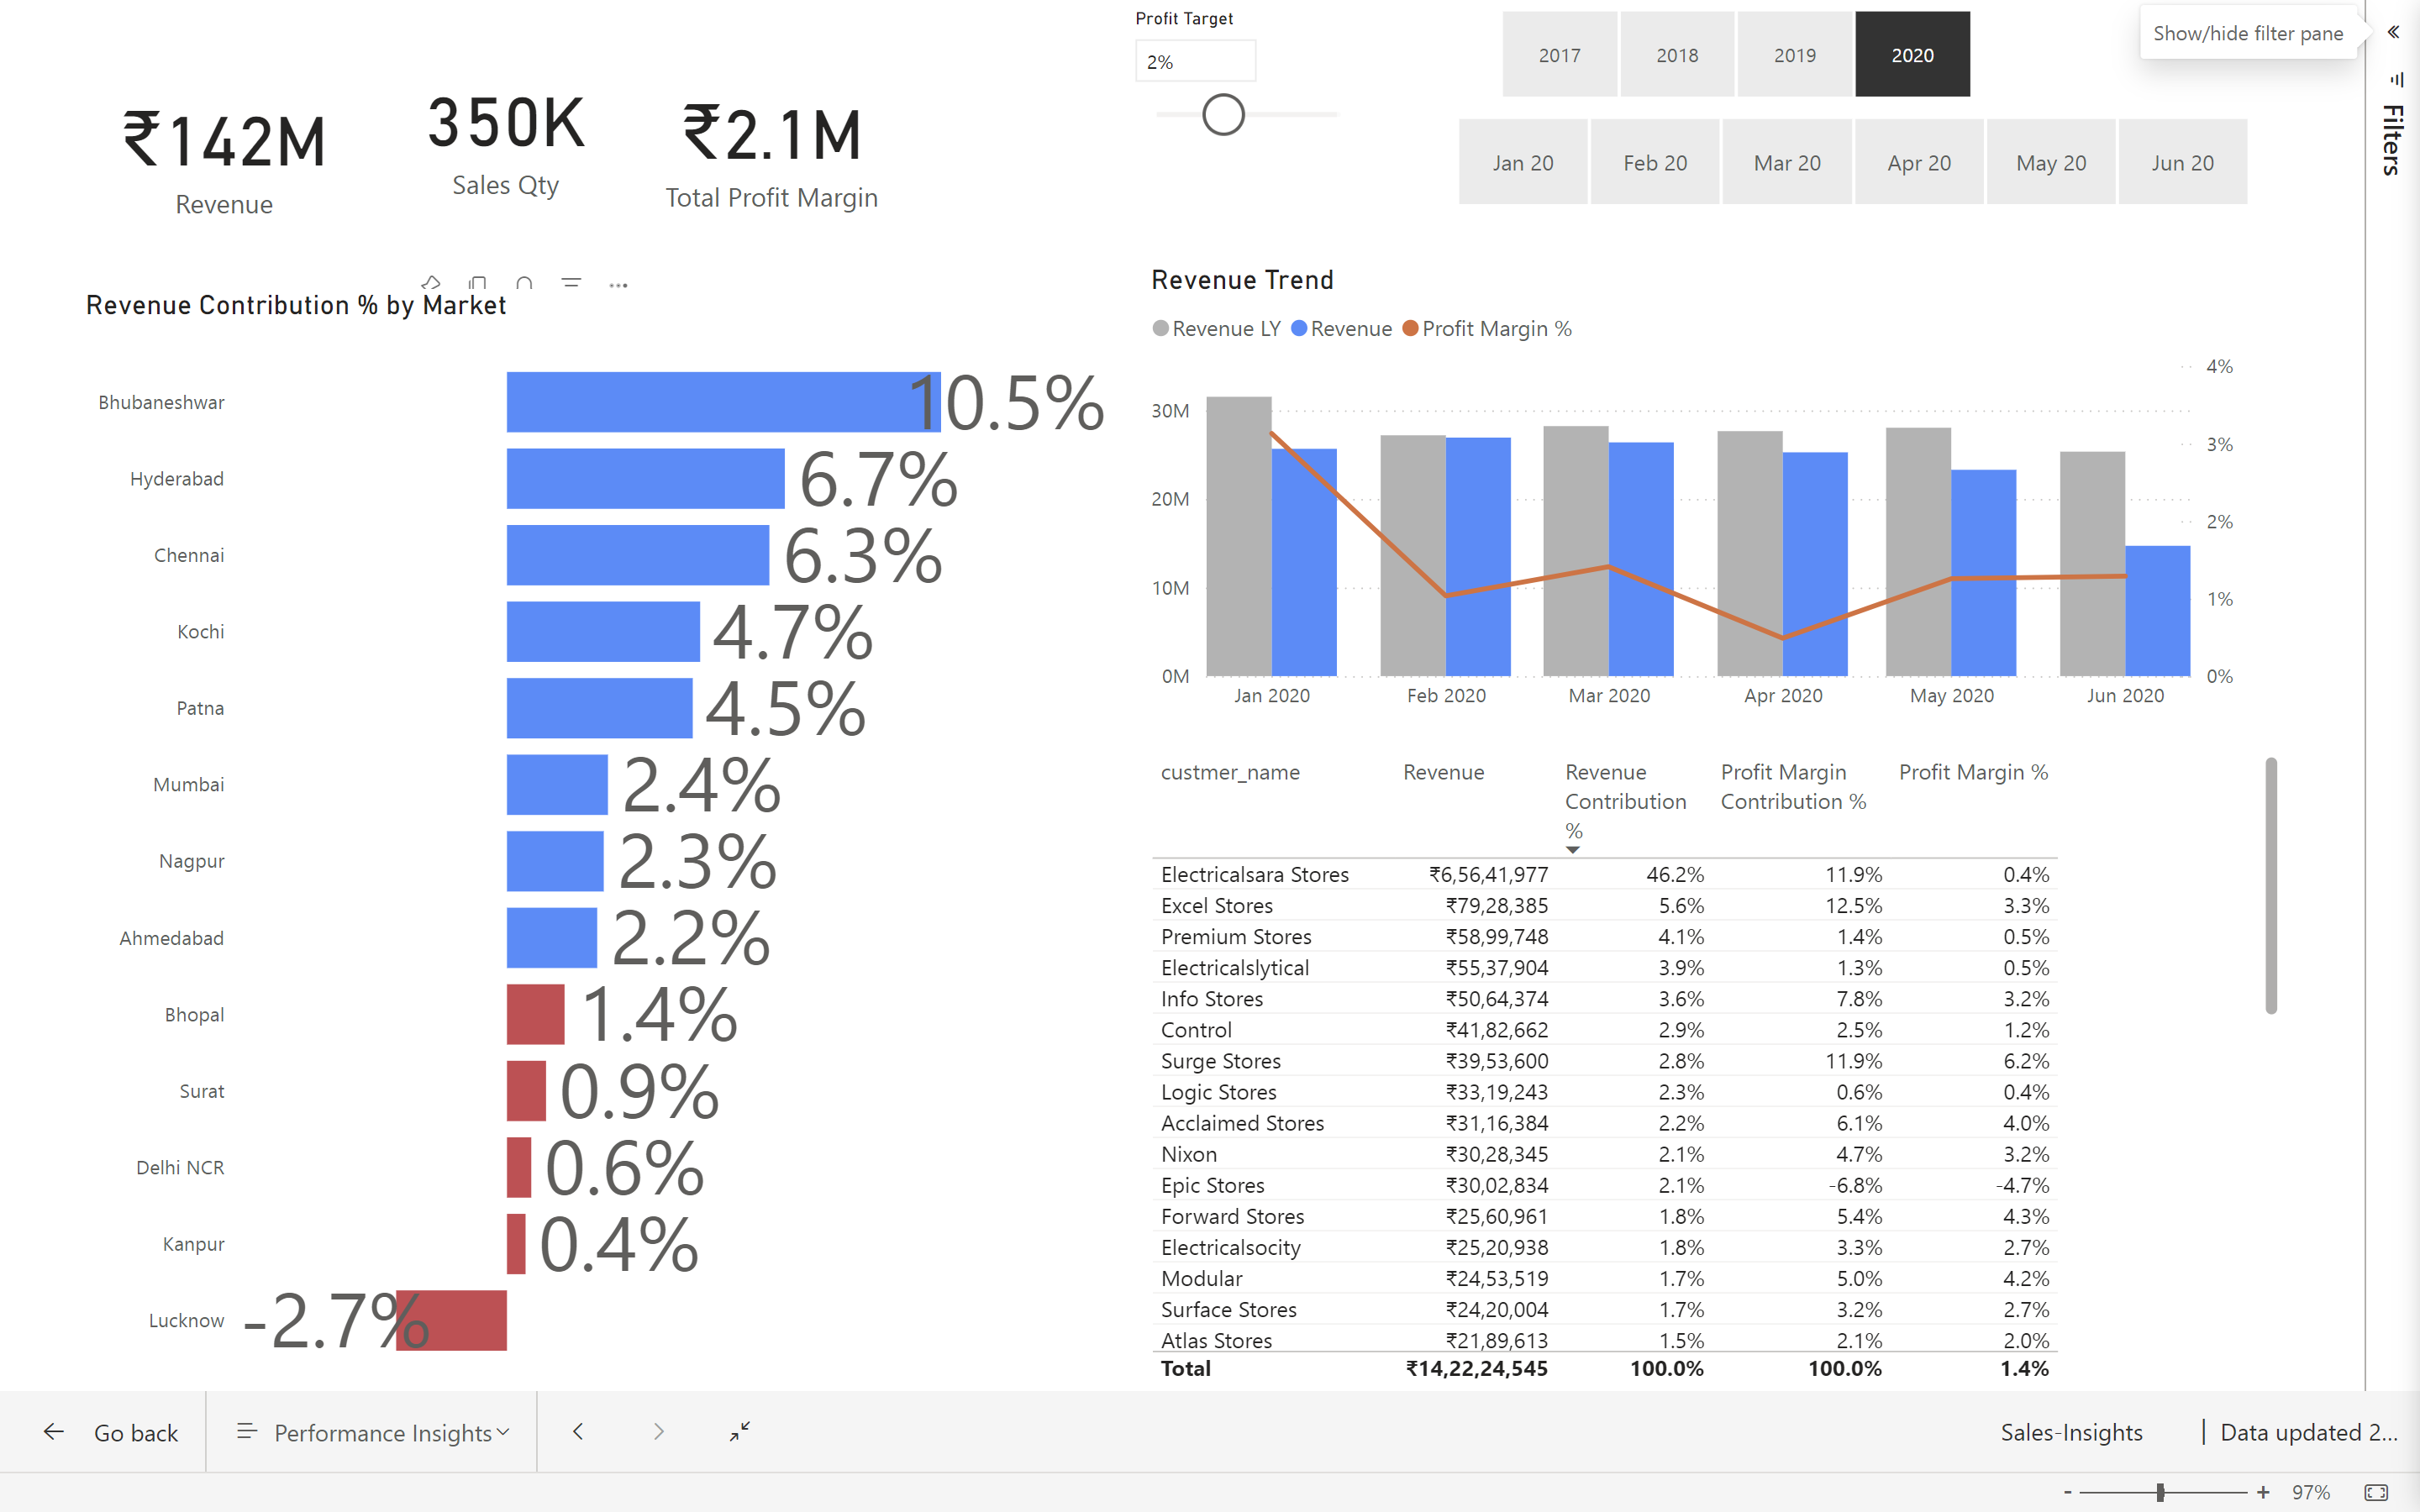 Profit Target
2%
2017
2018
2019
2020
Show/hide filter pane
Filters
₹142M
Revenue
350K
Sales Qty
₹2.1M
Total Profit Margin
Jan 20
Feb 20
Mar 20
Apr 20
May 20
Jun 20
Revenue Contribution % by Market
Bhubaneshwar 10.5%
Hyderabad 6.7%
Chennai 6.3%
Kochi 4.7%
Patna 4.5%
Mumbai 2.4%
Nagpur 2.3%
Ahmedabad 2.2%
Bhopal 1.4%
Surat 0.9%
Delhi NCR 0.6%
Kanpur 0.4%
Lucknow -2.7%
Revenue Trend
Revenue LY Revenue Profit Margin %
4%
30M
3%
20M
2%
10M
1%
0M
0%
Jan 2020 Feb 2020 Mar 2020 Apr 2020 May 2020 Jun 2020
custmer_name Revenue Revenue Profit Margin Profit Margin %
Contribution Contribution %
%
Electricalsara Stores ₹6,56,41,977 46.2% 11.9% 0.4%
Excel Stores ₹79,28,385 5.6% 12.5% 3.3%
Premium Stores ₹58,99,748 4.1% 1.4% 0.5%
Electricalslytical ₹55,37,904 3.9% 1.3% 0.5%
Info Stores ₹50,64,374 3.6% 7.8% 3.2%
Control ₹41,82,662 2.9% 2.5% 1.2%
Surge Stores ₹39,53,600 2.8% 11.9% 6.2%
Logic Stores ₹33,19,243 2.3% 0.6% 0.4%
Acclaimed Stores ₹31,16,384 2.2% 6.1% 4.0%
Nixon ₹30,28,345 2.1% 4.7% 3.2%
Epic Stores ₹30,02,834 2.1% -6.8% -4.7%
Forward Stores ₹25,60,961 1.8% 5.4% 4.3%
Electricalsocity ₹25,20,938 1.8% 3.3% 2.7%
Modular ₹24,53,519 1.7% 5.0% 4.2%
Surface Stores ₹24,20,004 1.7% 3.2% 2.7%
Atlas Stores ₹21,89,613 1.5% 2.1% 2.0%
Total ₹14,22,24,545 100.0% 100.0% 1.4%
Go back
Performance Insights
Sales-Insights | Data updated 2...
- + 97%